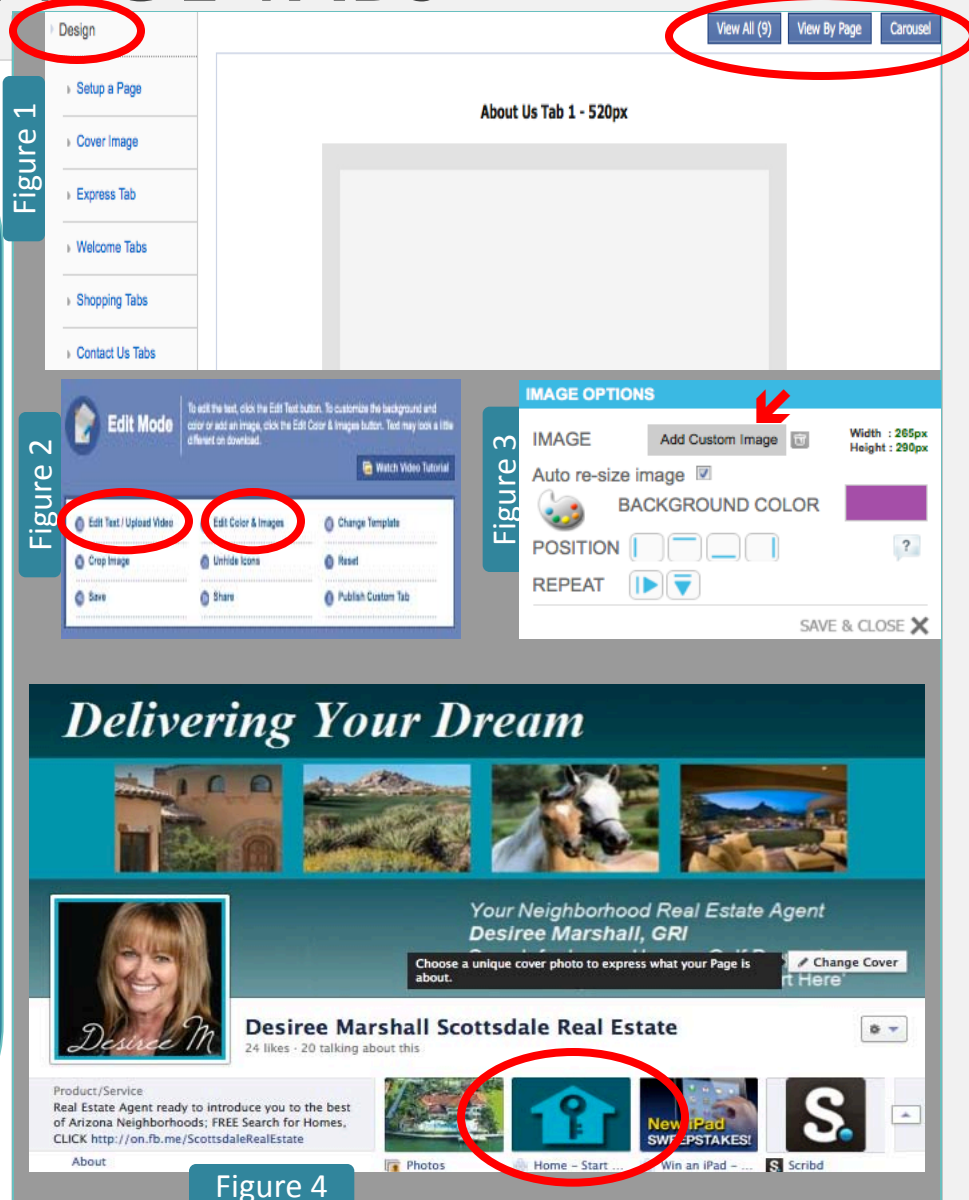 Design
View All (9) View By Page Carousel
Figure 1
Setup a Page
Cover Image
Express Tab
Welcome Tabs
Shopping Tabs
Contact Us Tabs
About Us Tab 1 - 520px
Figure 2
Edit Mode
To edit the text, click the Edit Text button. To customize the background and
color or add an image, click the Edit Color & Images button. Text may look a little
different on download.
Watch Video Tutorial
Edit Text / Upload Video Edit Color & Images Change Template
Crop Image Unhide Icons Reset
Save Share Publish Custom Tab
Figure 3
IMAGE OPTIONS
IMAGE Add Custom Image
Width : 265px
Height : 290px
Auto re-size image
BACKGROUND COLOR
POSITION ?
REPEAT
SAVE & CLOSE
Delivering Your Dream
Your Neighborhood Real Estate Agent
Desiree Marshall, GRI
Choose a unique cover photo to express what your Page is
about.
Change Cover
rt Here'
Desiree M
Desiree Marshall Scottsdale Real Estate
24 likes · 20 talking about this
Product/Service
Real Estate Agent ready to introduce you to the best
of Arizona Neighborhoods; FREE Search for Homes,
CLICK http://on.fb.me/ScottsdaleRealEstate
About
New iPad
SWEEPSTAKES!
S.
Photos Home – Start ... Win an iPad – ... Scribd
Figure 4